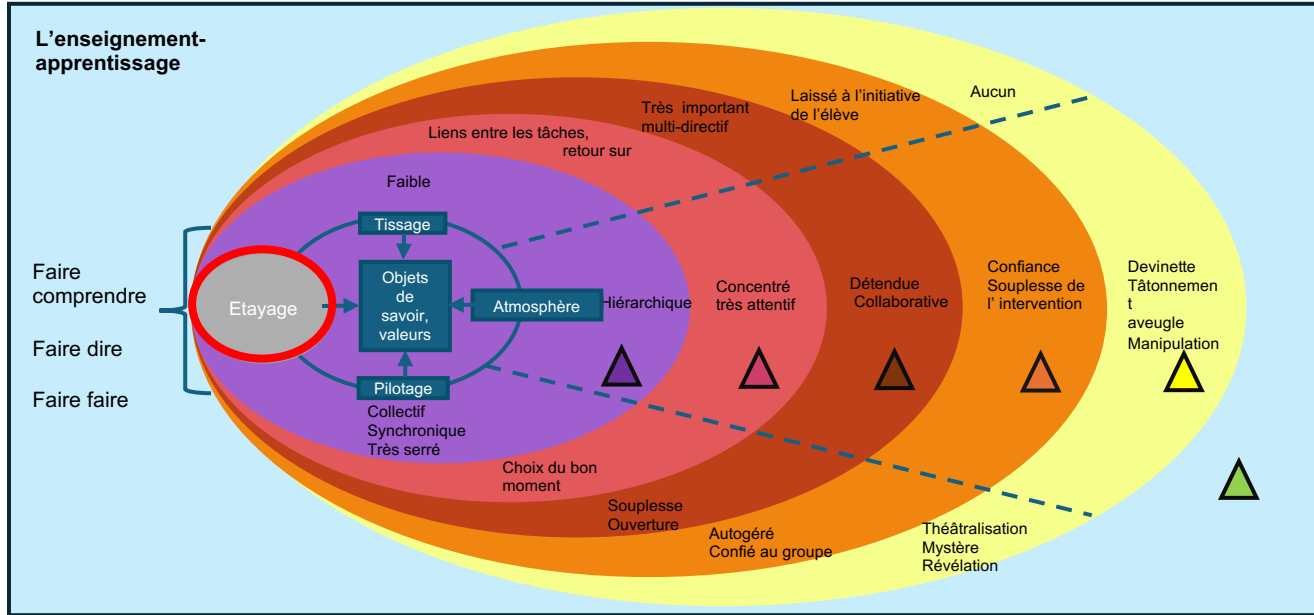 L'enseignement-
apprentissage
Aucun
Laissé à l'initiative
de l'élève
Très important
multi-directif
Liens entre les tâches,
retour sur
Faible
Tissage
Faire
comprendre
Faire dire
Faire faire
Etayage
Objets
de
savoir,
valeurs
Atmosphère
Hiérarchique
Concentré
très attentif
Détendue
Collaborative
Confiance
Souplesse de
l' intervention
Devinette
Tâtonnemen
t
aveugle
Manipulation
Pilotage
Collectif
Synchronique
Très serré
Choix du bon
moment
Souplesse
Ouverture
Autogéré
Confié au groupe
Théâtralisation
Mystère
Révélation